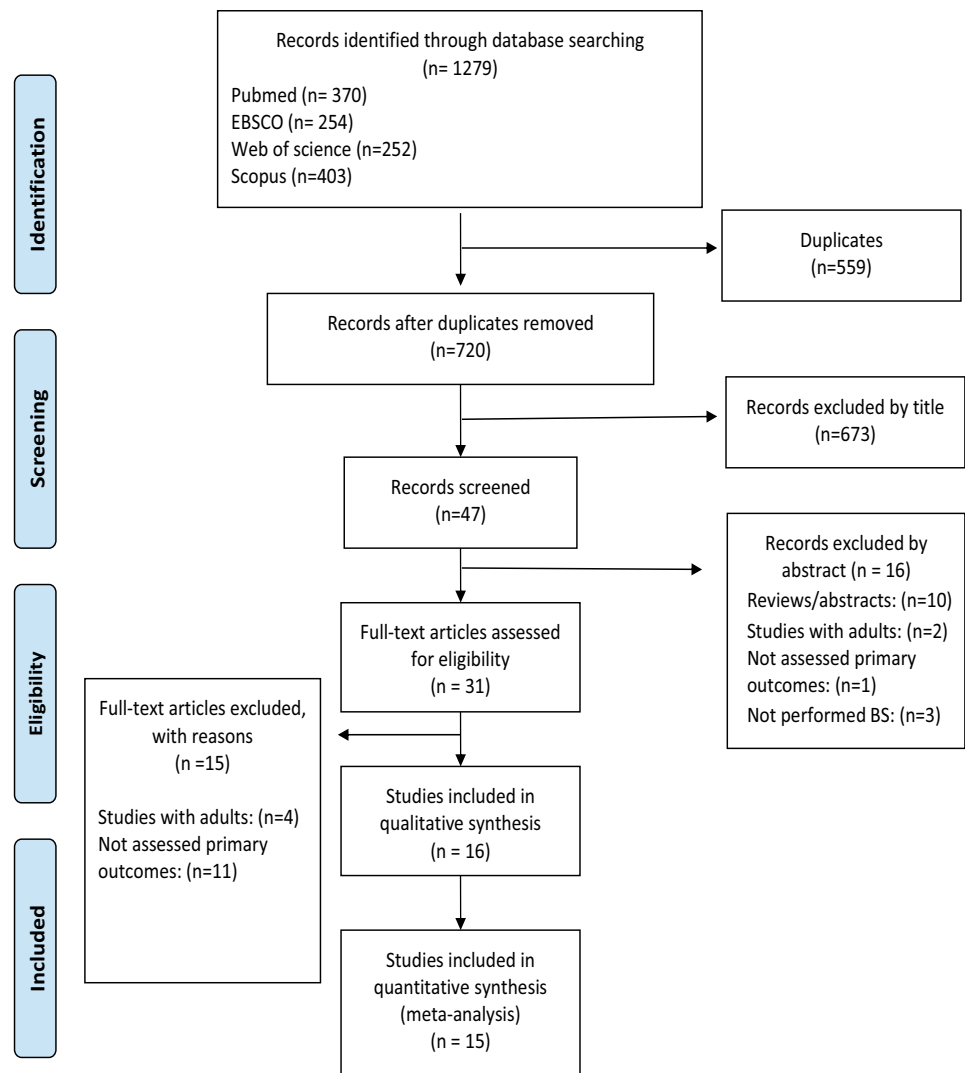 Records identified through database searching
(n= 1279)
Pubmed (n= 370)
EBSCO (n= 254)
Web of science (n=252)
Scopus (n=403)
Identification
Duplicates
(n=559)
Records after duplicates removed
(n=720)
Screening
Records excluded by title
(n=673)
Records screened
(n=47)
Records excluded by
abstract (n = 16)
Reviews/abstracts: (n=10)
Studies with adults: (n=2)
Not assessed primary
outcomes: (n=1)
Not performed BS: (n=3)
Eligibility
Full-text articles assessed
for eligibility
(n = 31)
Full-text articles excluded,
with reasons
(n =15)
Studies with adults: (n=4)
Not assessed primary
outcomes: (n=11)
Studies included in
qualitative synthesis
(n = 16)
Included
Studies included in
quantitative synthesis
(meta-analysis)
(n = 15)